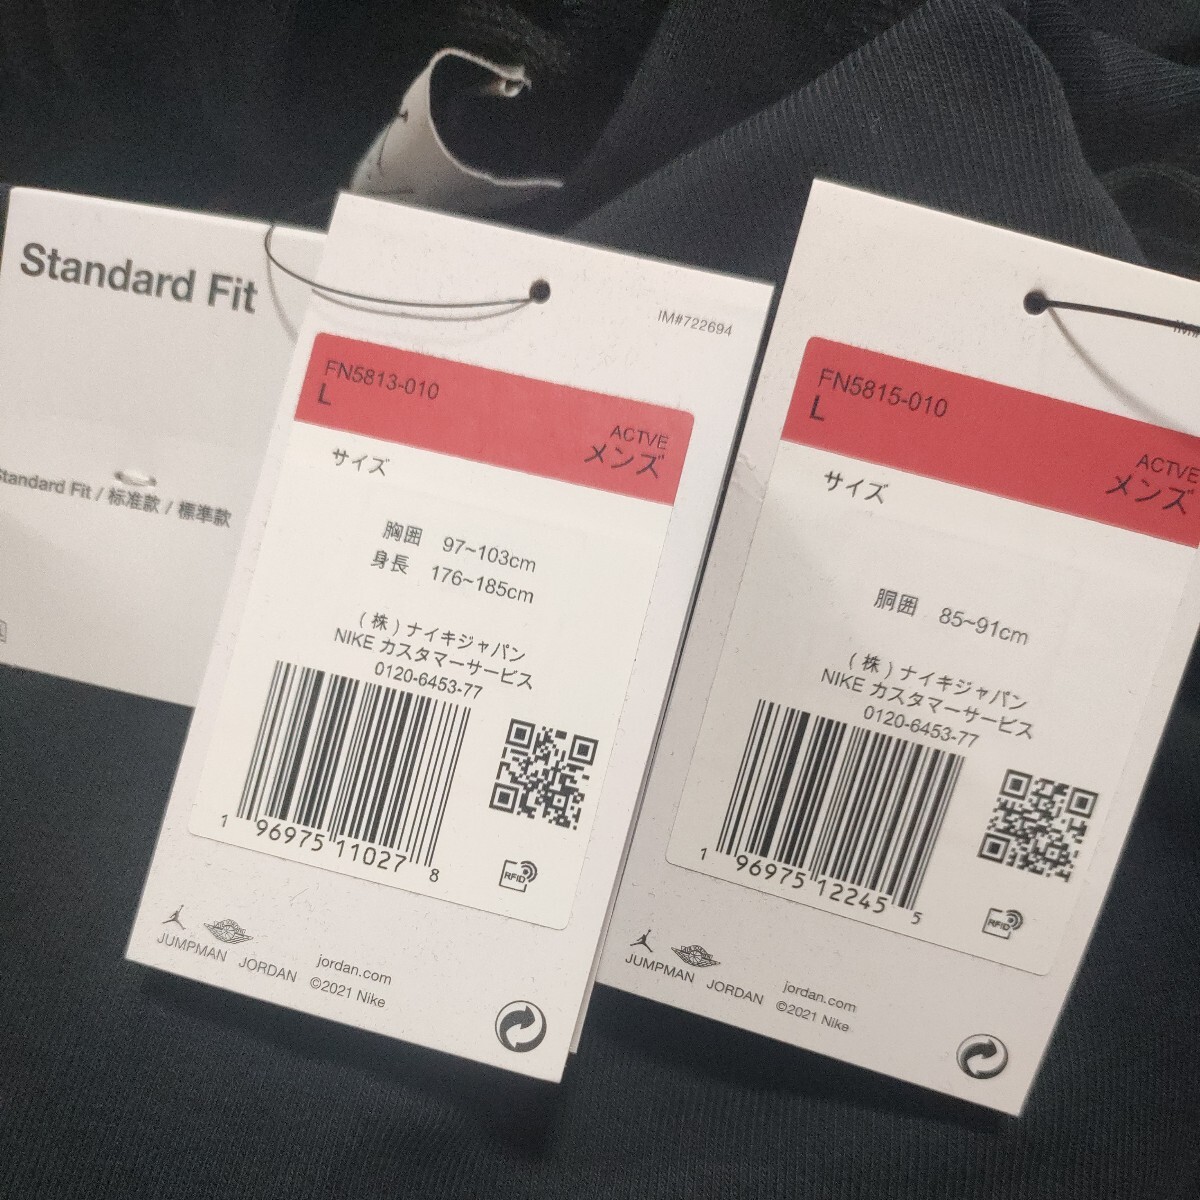 Standard Fit
Standard Fit / 标准款 / 標準款
IM#722694
FN5813-010
L
ACTVE
メンズ
サイズ
胸囲 97~103cm
身長 176~185cm
(株)ナイキジャパン
NIKE カスタマーサービス
0120-6453-77
1 96975 11027 8
RFID
JUMPMAN JORDAN
jordan.com
©2021 Nike
FN5815-010
L
ACTVE
メンズ
サイズ
胴囲 85~91cm
(株)ナイキジャパン
NIKE カスタマーサービス
0120-6453-77
1 96975 12245 5
RFID
JUMPMAN JORDAN
jordan.com
©2021 Nike